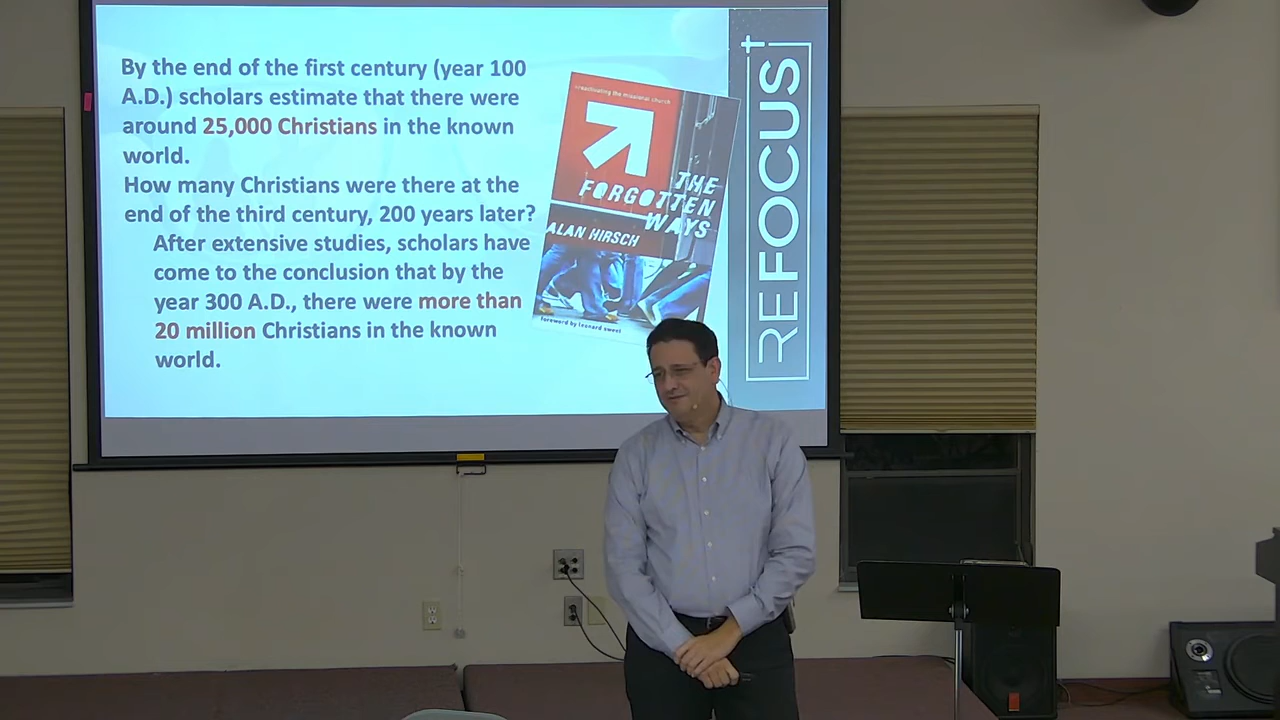 By the end of the first century (year 100
A.D.) scholars estimate that there were
around 25,000 Christians in the known
world.
How many Christians were there at the
end of the third century, 200 years later?
After extensive studies, scholars have
come to the conclusion that by the
year 300 A.D., there were more than
20 million Christians in the known
world.
reactivating the missional church
THE
FORGOTTEN
WAYS
ALAN HIRSCH
foreword by leonard sweet
REFOCUS